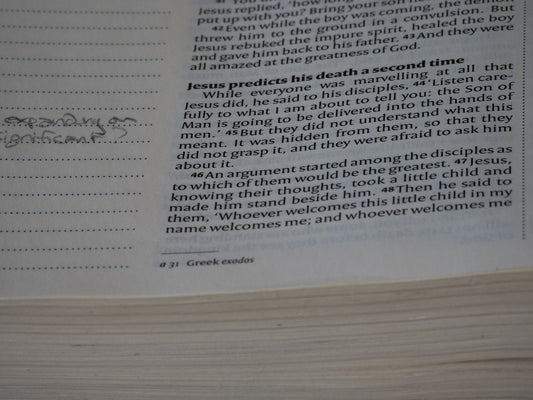 41 'You
Jesus replied, 'how long
put up with you? Bring your son he
42 Even while the boy was coming, the demon
threw him to the ground in a convulsion. But
Jesus rebuked the impure spirit, healed the boy
and gave him back to his father. 43 And they were
all amazed at the greatness of God.
Jesus predicts his death a second time
While everyone was marvelling at all that
Jesus did, he said to his disciples, 44 'Listen care-
fully to what I am about to tell you: the Son of
Man is going to be delivered into the hands of
men.' 45 But they did not understand what this
meant. It was hidden from them, so that they
did not grasp it, and they were afraid to ask him
about it.
46 An argument started among the disciples as
to which of them would be the greatest. 47 Jesus,
knowing their thoughts, took a little child and
made him stand beside him. 48 Then he said to
them, 'Whoever welcomes this little child in my
name welcomes me; and whoever welcomes me
a 31 Greek exodos
expanding on
significant